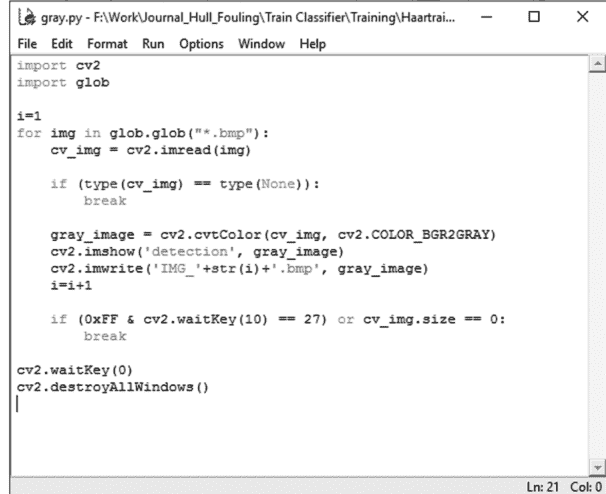 gray.py - F:\Work\Journal_Hull_Fouling\Train Classifier\Training\Haartrai...
File Edit Format Run Options Window Help
import cv2
import glob
i=1
for img in glob.glob("*.bmp"):
    cv_img = cv2.imread(img)
    if (type(cv_img) == type(None)):
        break
    gray_image = cv2.cvtColor(cv_img, cv2.COLOR_BGR2GRAY)
    cv2.imshow('detection', gray_image)
    cv2.imwrite('IMG_'+str(i)+'.bmp', gray_image)
    i=i+1
    if (0xFF & cv2.waitKey(10) == 27) or cv_img.size == 0:
        break
cv2.waitKey(0)
cv2.destroyAllWindows()
Ln: 21 Col: 0